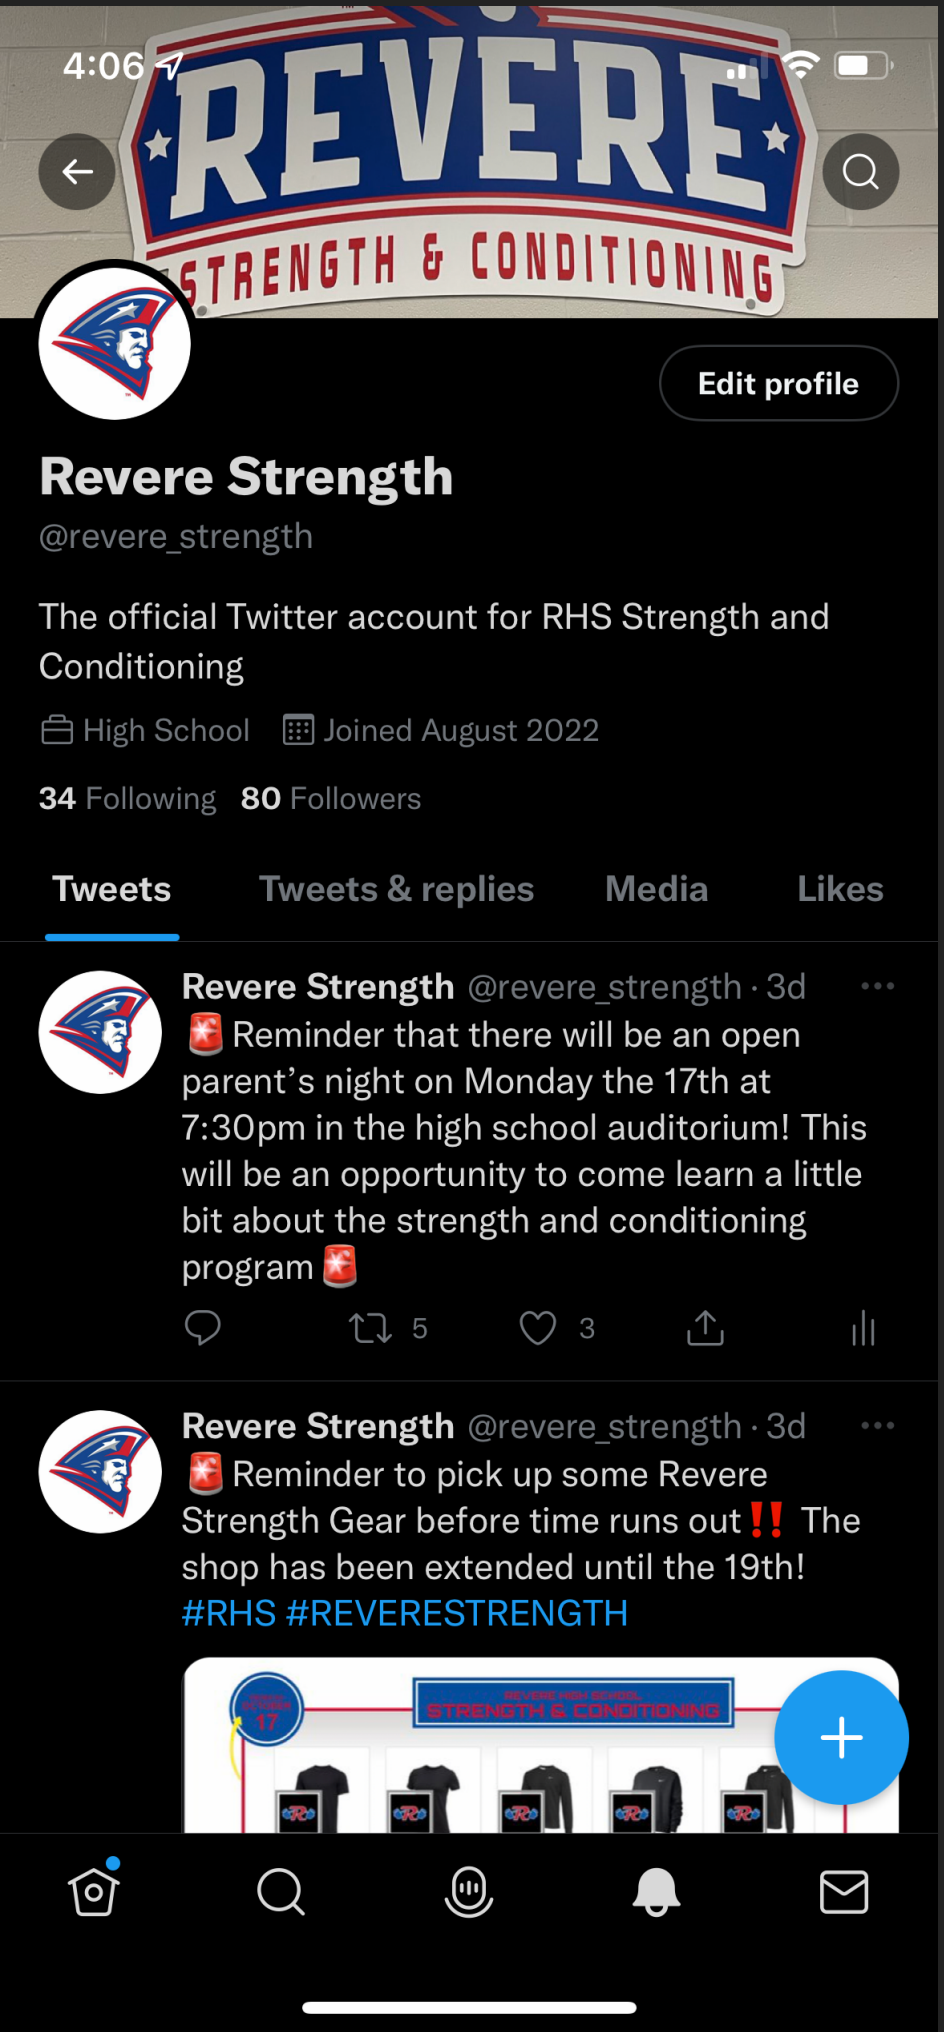 REVERE
STRENGTH & CONDITIONING
4:06
Edit profile
Revere Strength
@revere_strength
The official Twitter account for RHS Strength and
Conditioning
High School Joined August 2022
34 Following 80 Followers
Tweets Tweets & replies Media Likes
Revere Strength @revere_strength · 3d
🚨 Reminder that there will be an open
parent’s night on Monday the 17th at
7:30pm in the high school auditorium! This
will be an opportunity to come learn a little
bit about the strength and conditioning
program 🚨
5 3
Revere Strength @revere_strength · 3d
🚨 Reminder to pick up some Revere
Strength Gear before time runs out‼️ The
shop has been extended until the 19th!
#RHS #REVERESTRENGTH
OCTOBER
17
REVERE HIGH SCHOOL
STRENGTH & CONDITIONING